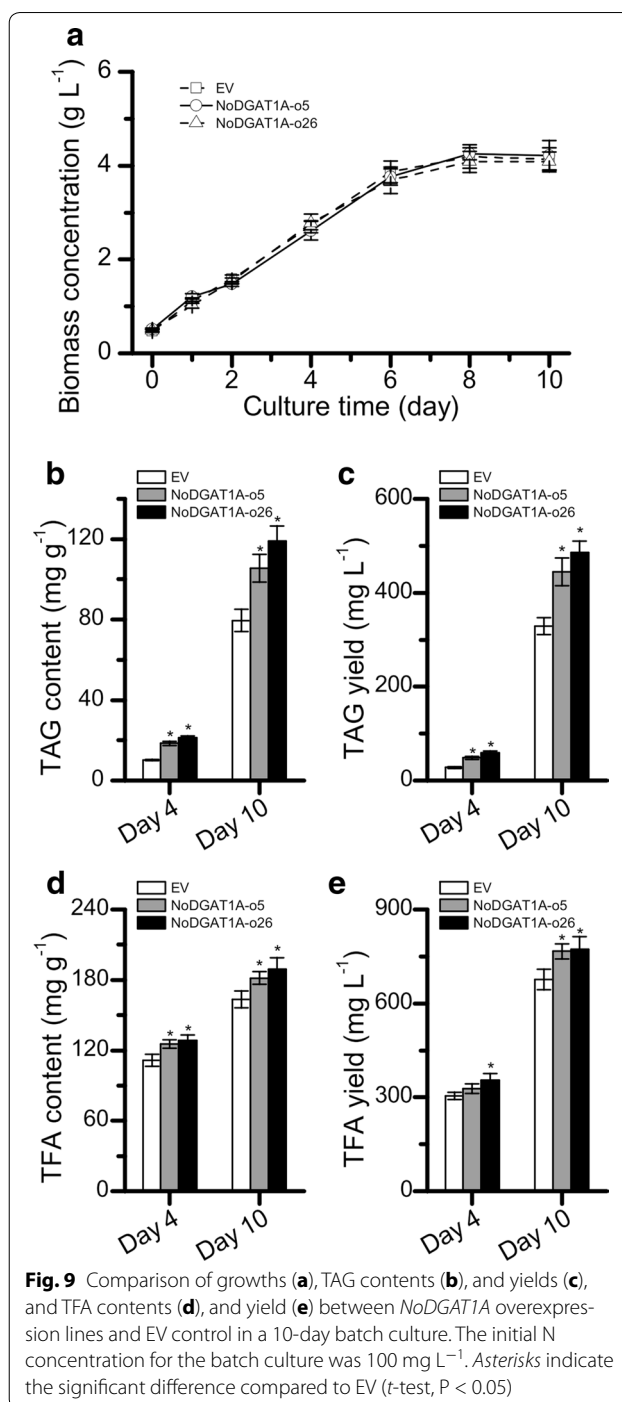 a
6
4
2
0
Biomass concentration (g L⁻¹)
EV
NoDGAT1A-o5
NoDGAT1A-o26
0 2 4 6 8 10
Culture time (day)
b
EV
NoDGAT1A-o5
NoDGAT1A-o26
120
80
40
0
TAG content (mg g⁻¹)
* * * *
Day 4 Day 10
c
EV
NoDGAT1A-o5
NoDGAT1A-o26
600
400
200
0
TAG yield (mg L⁻¹)
* * * *
Day 4 Day 10
d
EV
NoDGAT1A-o5
NoDGAT1A-o26
240
180
120
60
0
TFA content (mg g⁻¹)
* * * *
Day 4 Day 10
e
EV
NoDGAT1A-o5
NoDGAT1A-o26
900
600
300
0
TFA yield (mg L⁻¹)
* * *
Day 4 Day 10
Fig. 9 Comparison of growths (a), TAG contents (b), and yields (c),
and TFA contents (d), and yield (e) between NoDGAT1A overexpres-
sion lines and EV control in a 10-day batch culture. The initial N
concentration for the batch culture was 100 mg L⁻¹. Asterisks indicate
the significant difference compared to EV (t-test, P < 0.05)